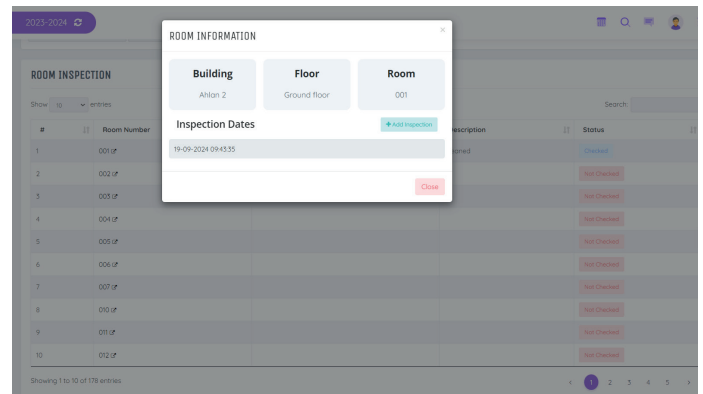 2023-2024
ROOM INFORMATION
×
Building
Floor
Room
Ahlan 2
Ground floor
001
Inspection Dates
+Add Inspection
19-09-2024 09:43:35
Close
ROOM INSPECTION
Show 10 entries
Search:
# Room Number Description Status
1 001 Checked
2 002 Not Checked
3 003 Not Checked
4 004 Not Checked
5 005 Not Checked
6 006 Not Checked
7 007 Not Checked
8 010 Not Checked
9 011 Not Checked
10 012 Not Checked
Showing 1 to 10 of 178 entries
‹ 1 2 3 4 5 ›